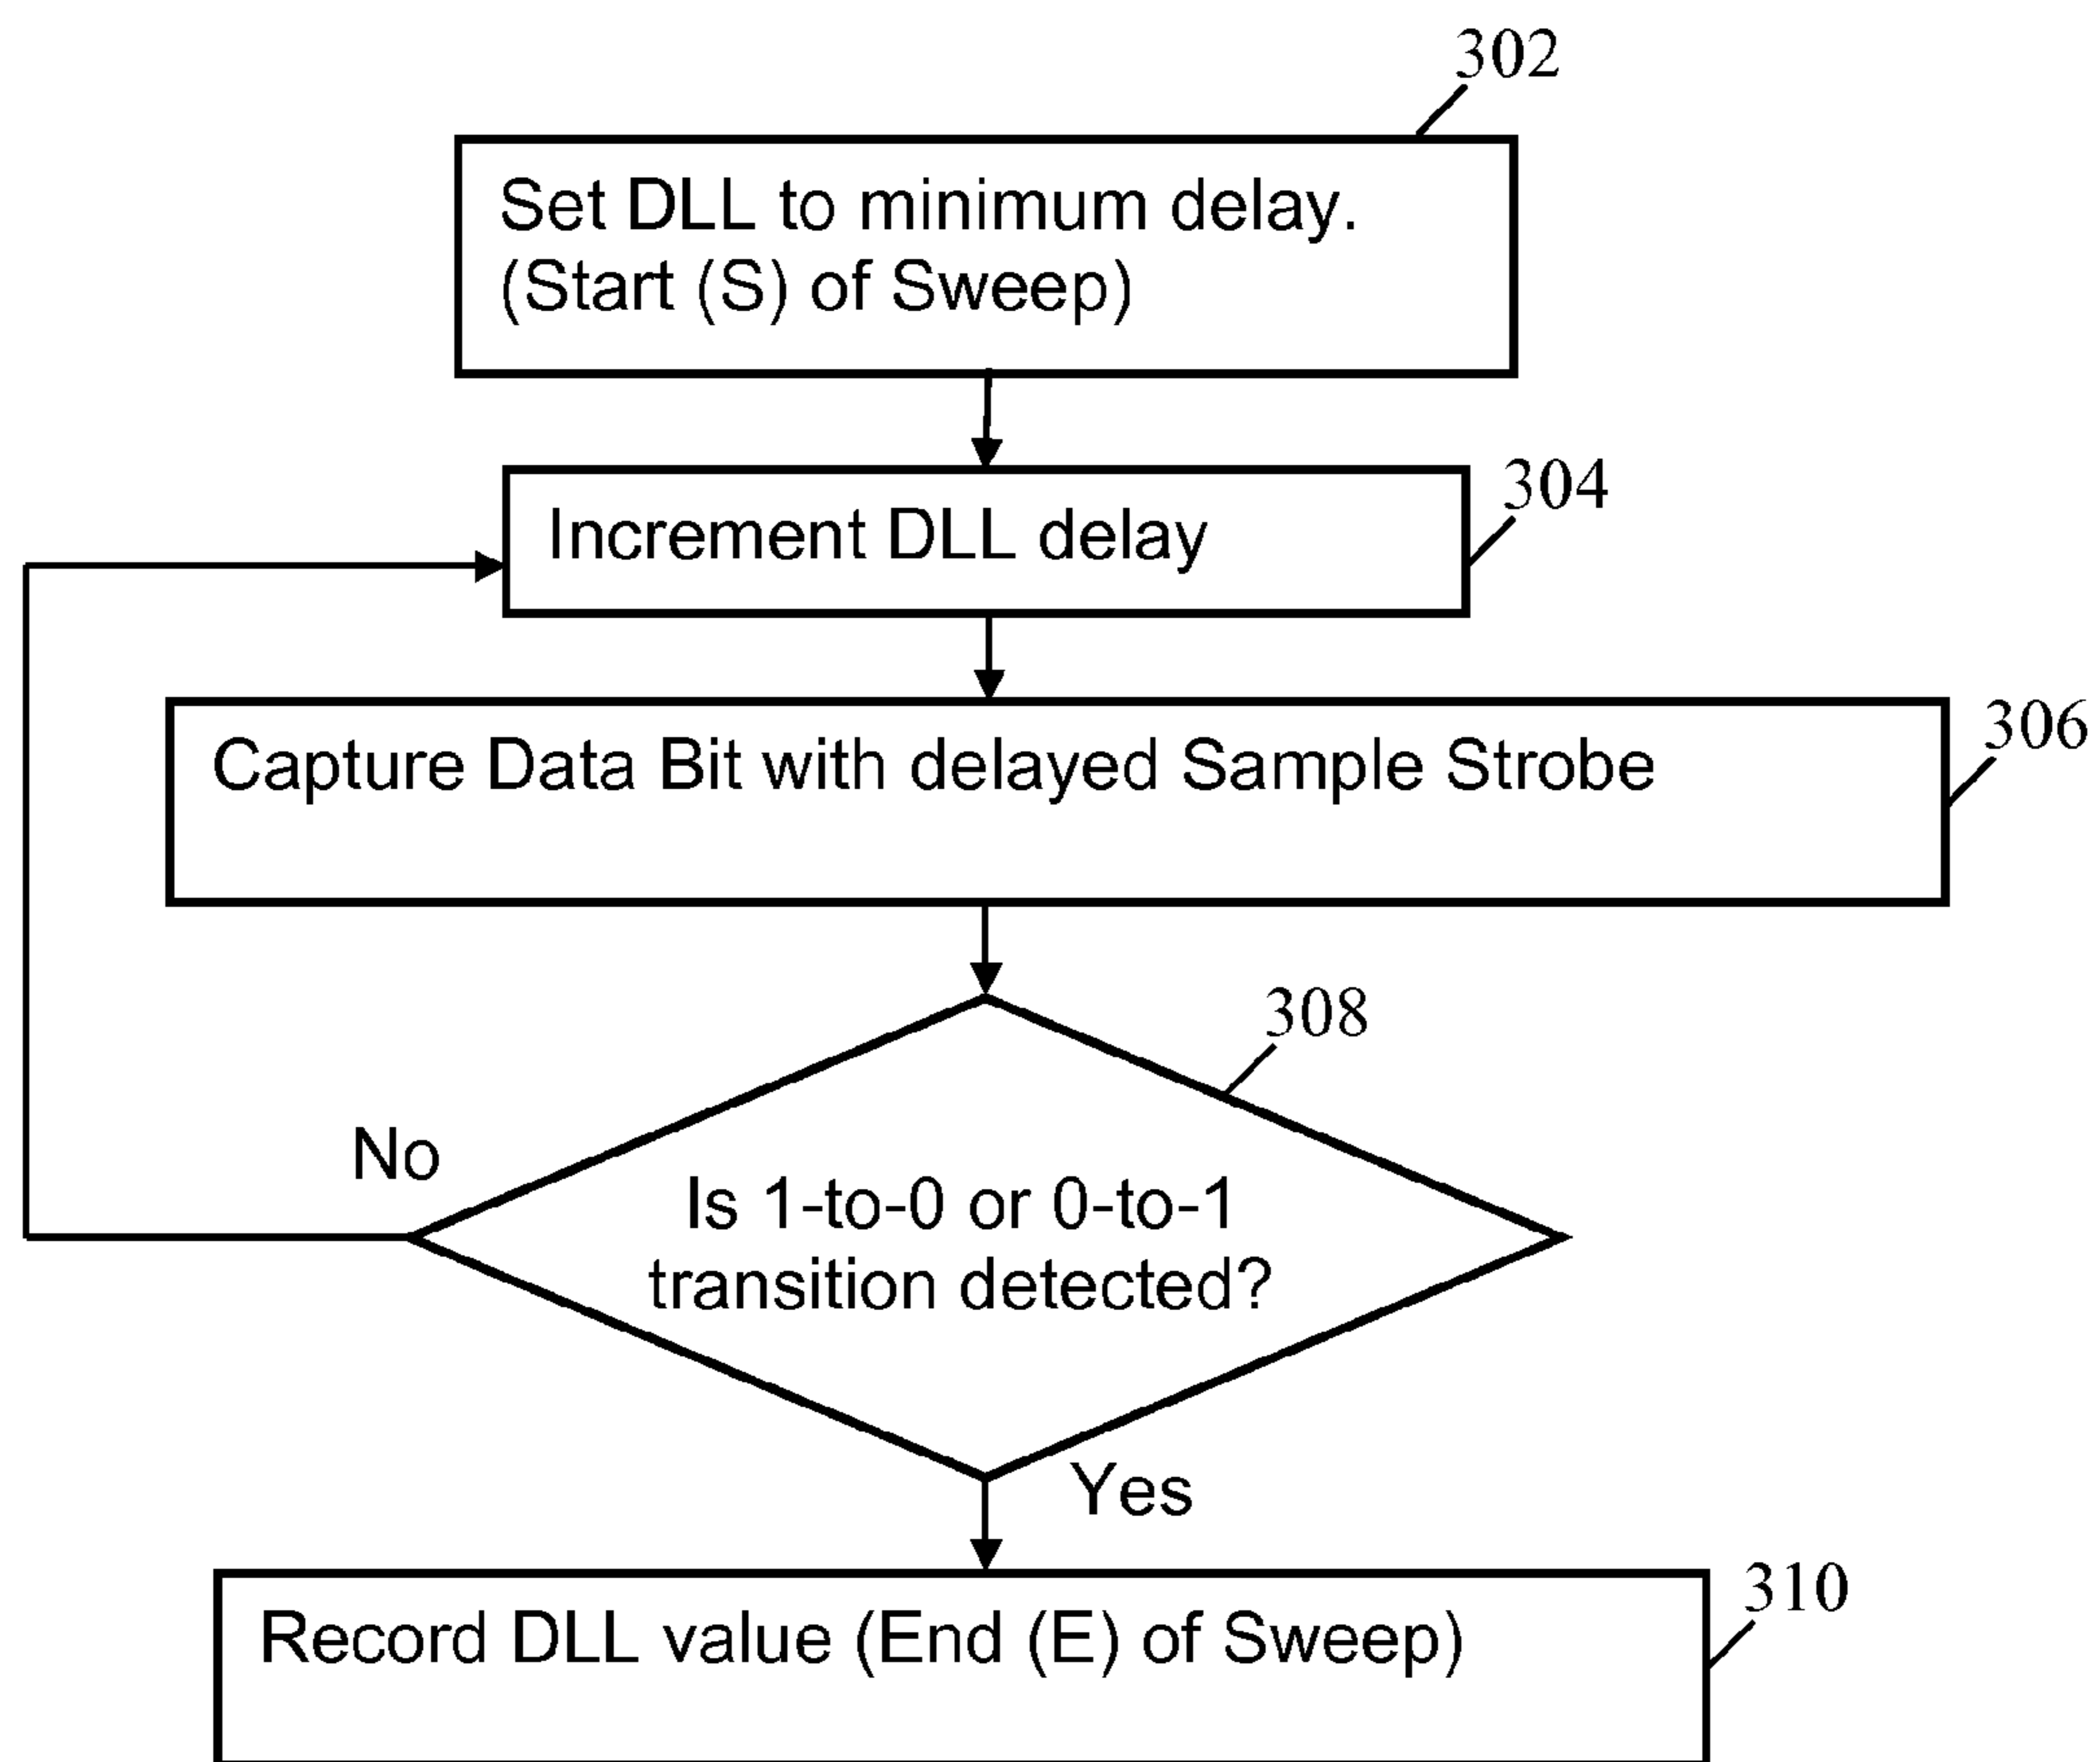 302
Set DLL to minimum delay.
(Start (S) of Sweep)
304
Increment DLL delay
306
Capture Data Bit with delayed Sample Strobe
308
No
Is 1-to-0 or 0-to-1
transition detected?
Yes
310
Record DLL value (End (E) of Sweep)